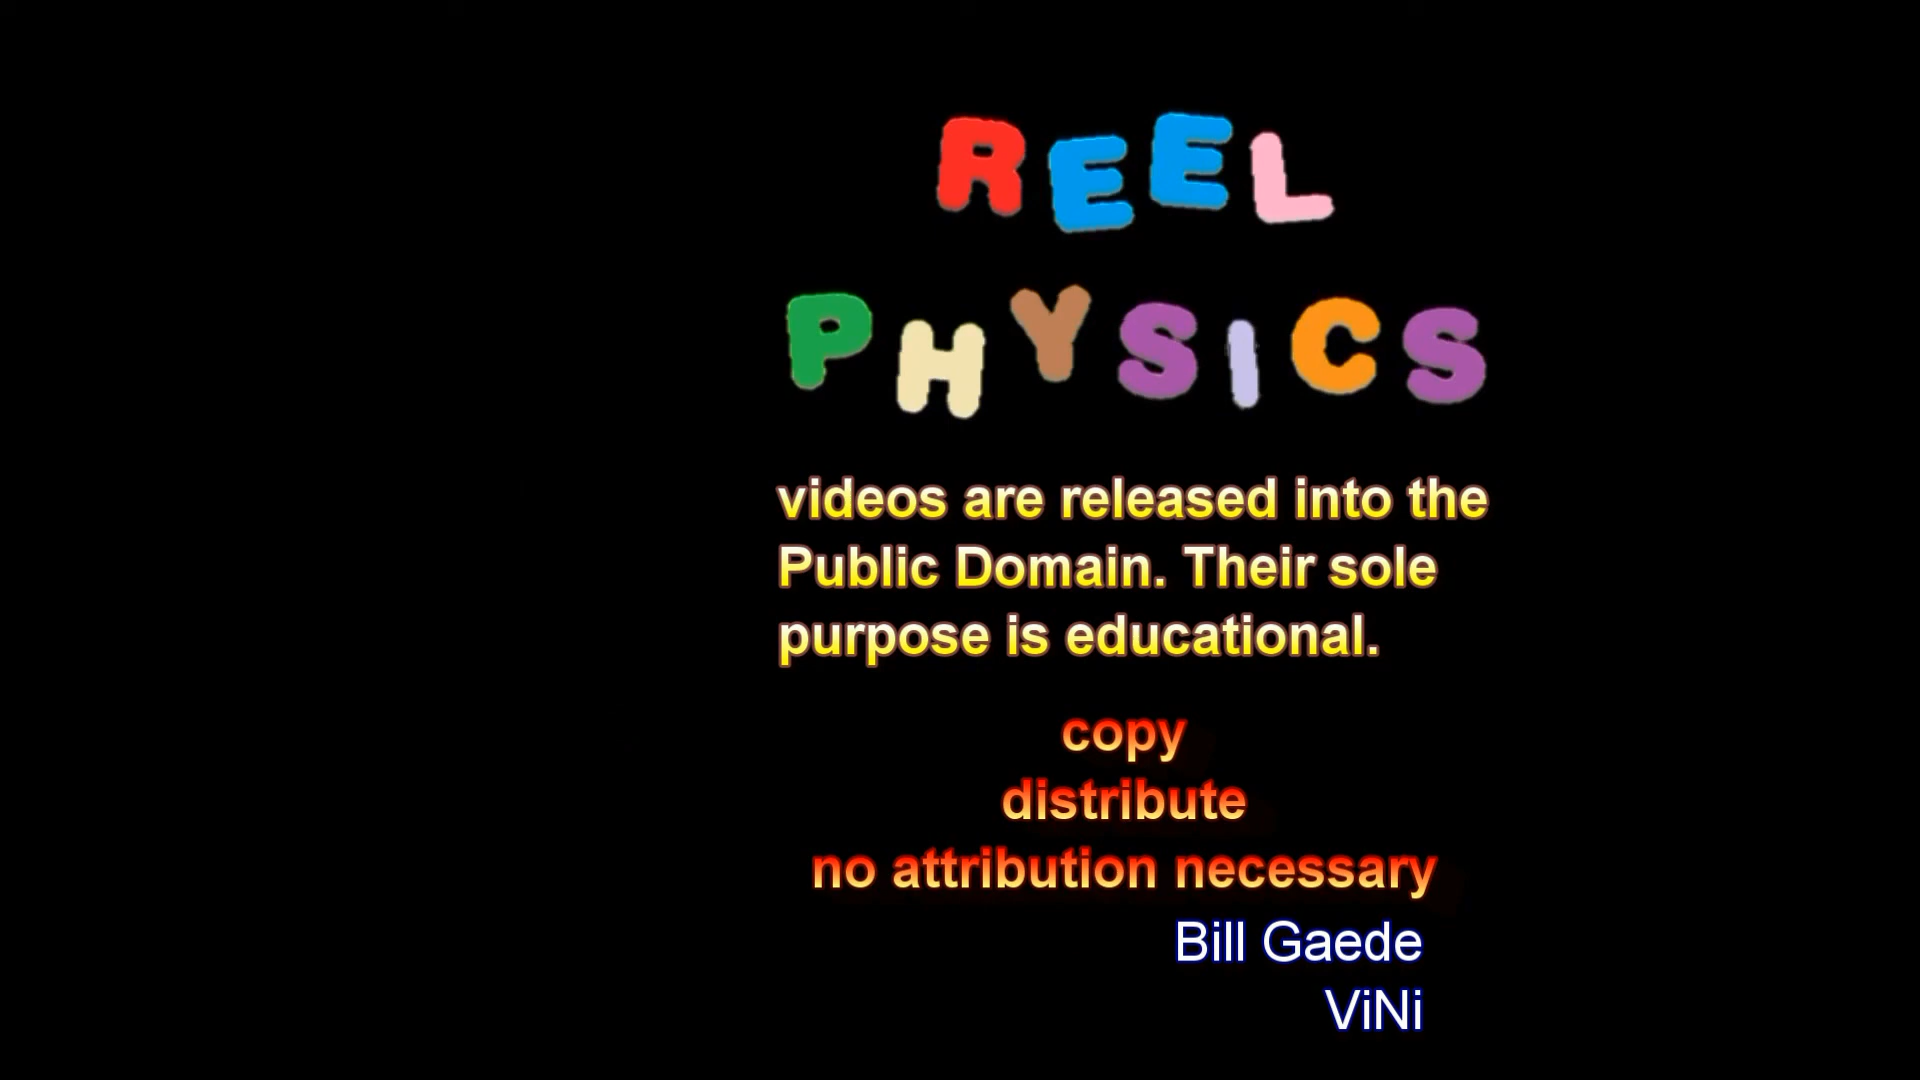 REEL
PHYSICS
videos are released into the
Public Domain. Their sole
purpose is educational.
copy
distribute
no attribution necessary
Bill Gaede
ViNi